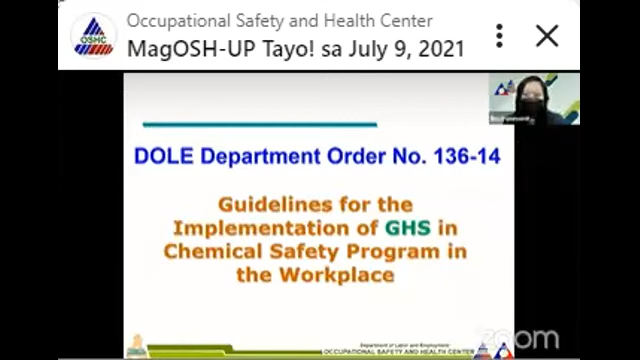 Occupational Safety and Health Center
MagOSH-UP Tayo! sa July 9, 2021
OSHC
DOLE Department Order No. 136-14
Guidelines for the
Implementation of GHS in
Chemical Safety Program in
the Workplace
Department of Labor and Employment
OCCUPATIONAL SAFETY AND HEALTH CENTER
zoom